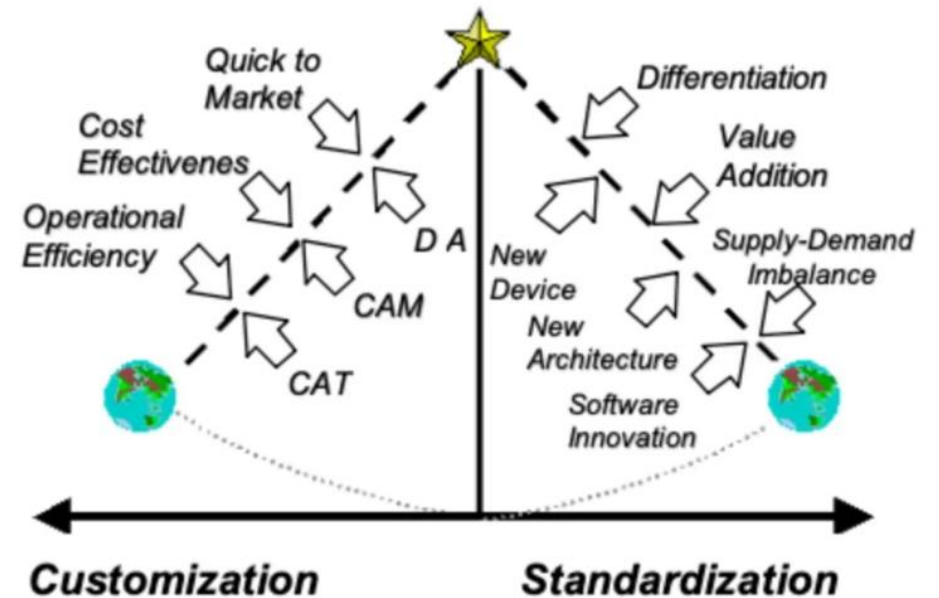 Quick to
Market
Cost
Effectivenes
Operational
Efficiency
D A
CAM
CAT
Differentiation
Value
Addition
Supply-Demand
Imbalance
New
Device
New
Architecture
Software
Innovation
Customization
Standardization